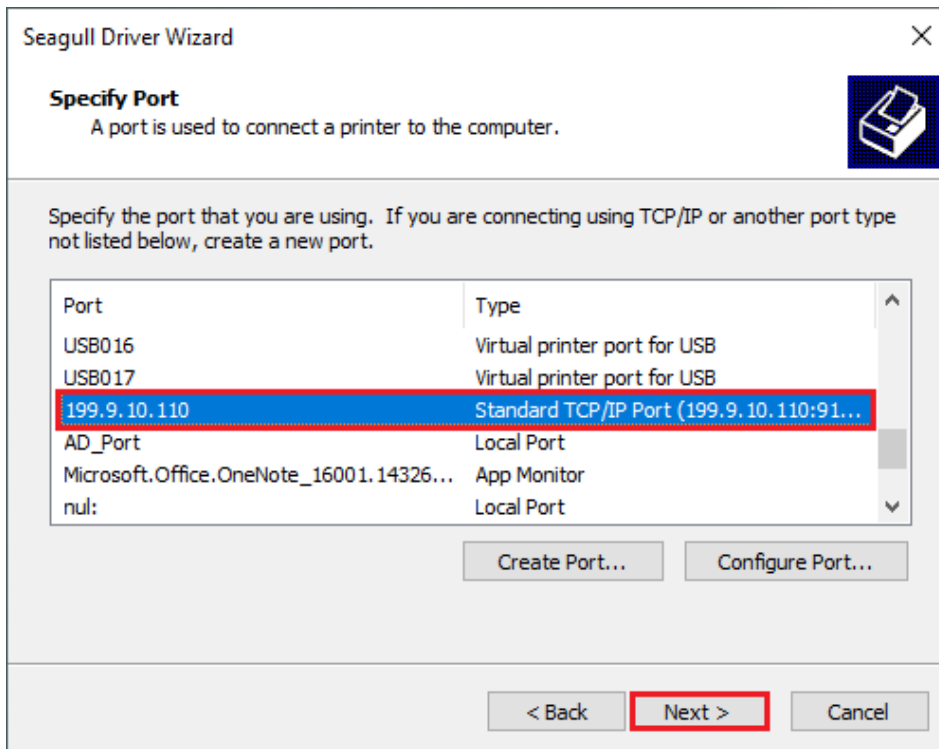 Seagull Driver Wizard
Specify Port
A port is used to connect a printer to the computer.
Specify the port that you are using. If you are connecting using TCP/IP or another port type
not listed below, create a new port.
Port Type
USB016 Virtual printer port for USB
USB017 Virtual printer port for USB
199.9.10.110 Standard TCP/IP Port (199.9.10.110:91...
AD_Port Local Port
Microsoft.Office.OneNote_16001.14326... App Monitor
nul: Local Port
Create Port... Configure Port...
< Back Next > Cancel